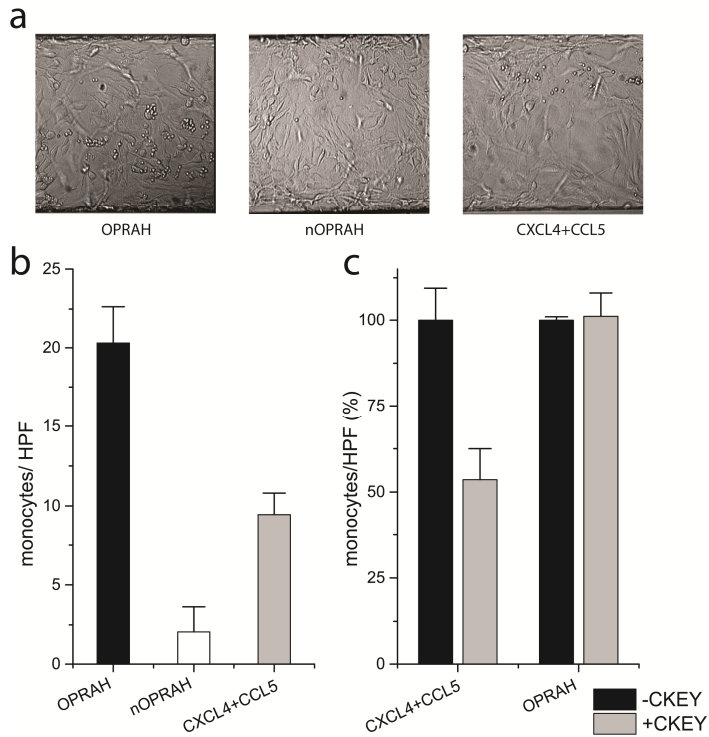 a
OPRAH
nOPRAH
CXCL4+CCL5
b
monocytes/ HPF
25
20
15
10
5
0
OPRAH
nOPRAH
CXCL4+CCL5
c
monocytes/HPF (%)
100
75
50
25
0
CXCL4+CCL5
OPRAH
-CKEY
+CKEY